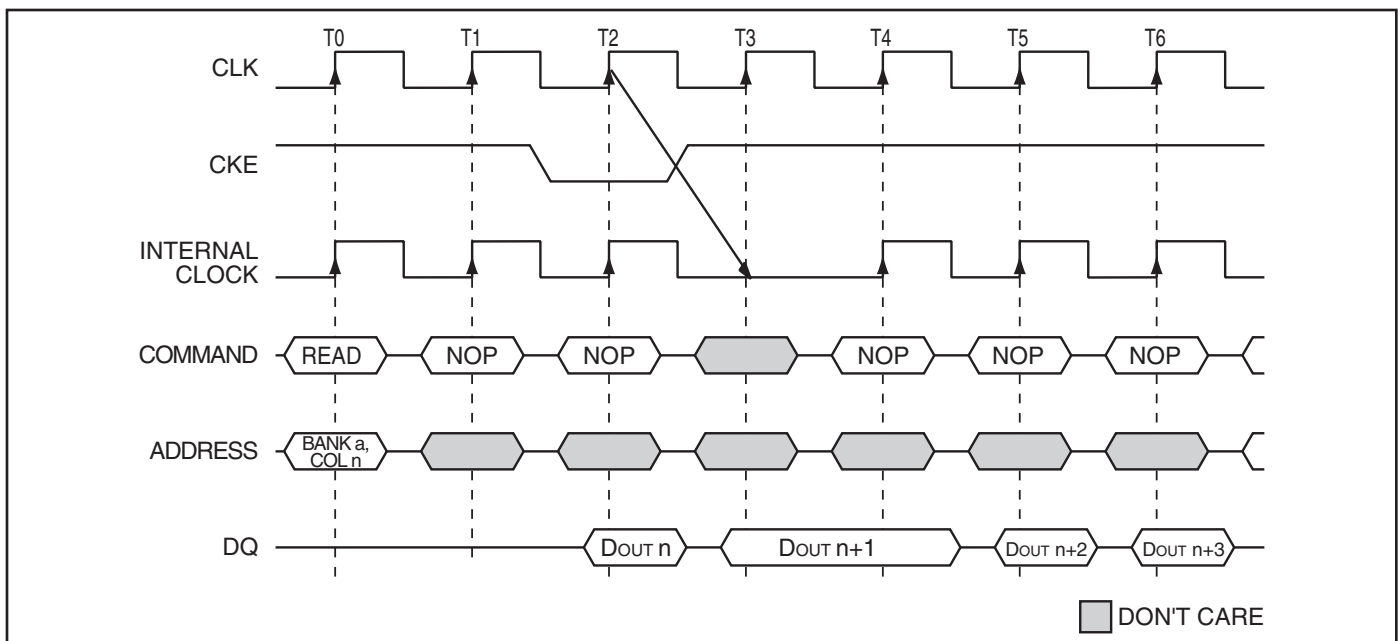 T0 T1 T2 T3 T4 T5 T6
CLK
CKE
INTERNAL
CLOCK
COMMAND READ NOP NOP NOP NOP NOP
ADDRESS BANK a,
COL n
DQ DOUT n DOUT n+1 DOUT n+2 DOUT n+3
DON'T CARE